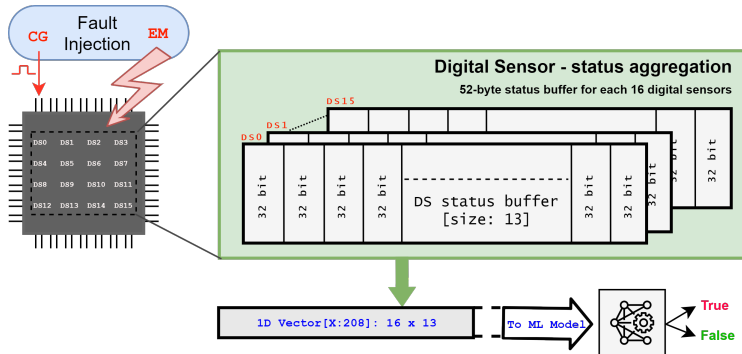 Fault
Injection
CG
EM
DS0 DS1 DS2 DS3
DS4 DS5 DS6 DS7
DS8 DS9 DS10 DS11
DS12 DS13 DS14 DS15
Digital Sensor - status aggregation
52-byte status buffer for each 16 digital sensors
DS15
DS1
DS0
32 bit
32 bit
32 bit
32 bit
DS status buffer
[size: 13]
32 bit
32 bit
32 bit
32 bit
1D Vector[X:208]: 16 x 13
To ML Model
True
False